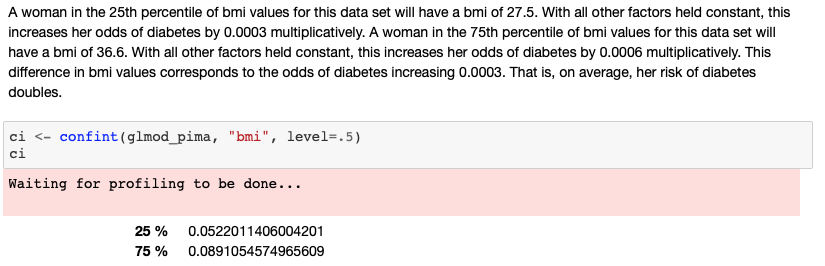 A woman in the 25th percentile of bmi values for this data set will have a bmi of 27.5. With all other factors held constant, this
increases her odds of diabetes by 0.0003 multiplicatively. A woman in the 75th percentile of bmi values for this data set will
have a bmi of 36.6. With all other factors held constant, this increases her odds of diabetes by 0.0006 multiplicatively. This
difference in bmi values corresponds to the odds of diabetes increasing 0.0003. That is, on average, her risk of diabetes
doubles.
ci <- confint(glmod_pima, "bmi", level=.5)
ci
Waiting for profiling to be done...
25 % 0.0522011406004201
75 % 0.0891054574965609